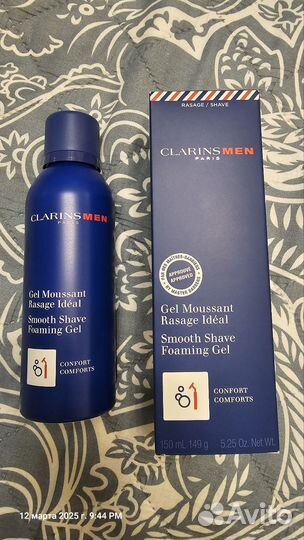 CLARINSMEN
PARIS
Gel Moussant
Rasage Idéal
Smooth Shave
Foaming Gel
CONFORT
COMFORTS
RASAGE / SHAVE
CLARINSMEN
PARIS
APPROUVÉ
APPROVED
Gel Moussant
Rasage Idéal
Smooth Shave
Foaming Gel
CONFORT
COMFORTS
150 mL 149 g 5.25 Oz. Net Wt.
12 марта 2025 г. 9:44 PM
Avito